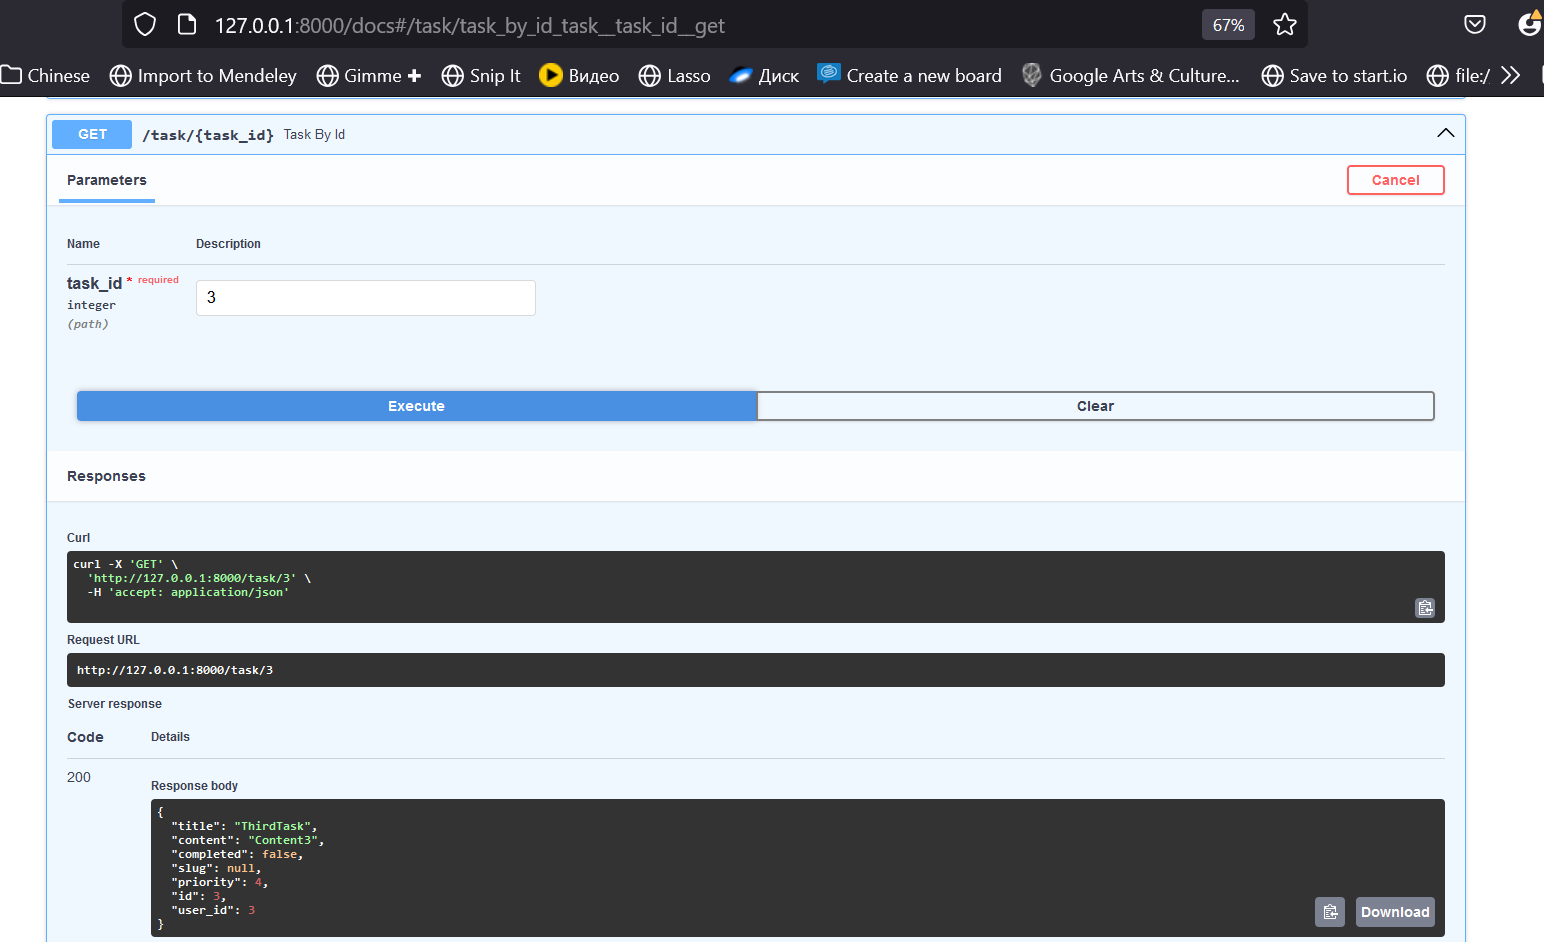 127.0.0.1:8000/docs#/task/task_by_id_task__task_id__get 67%
Chinese Import to Mendeley Gimme + Snip It Видео Lasso Диск Create a new board Google Arts & Culture... Save to start.io file:/
GET /task/{task_id} Task By Id
Parameters Cancel
Name Description
task_id * required
integer
(path)
3
Execute Clear
Responses
Curl
curl -X 'GET' \
'http://127.0.0.1:8000/task/3' \
-H 'accept: application/json'
Request URL
http://127.0.0.1:8000/task/3
Server response
Code Details
200
Response body
{
"title": "ThirdTask",
"content": "Content3",
"completed": false,
"slug": null,
"priority": 4,
"id": 3,
"user_id": 3
}
Download